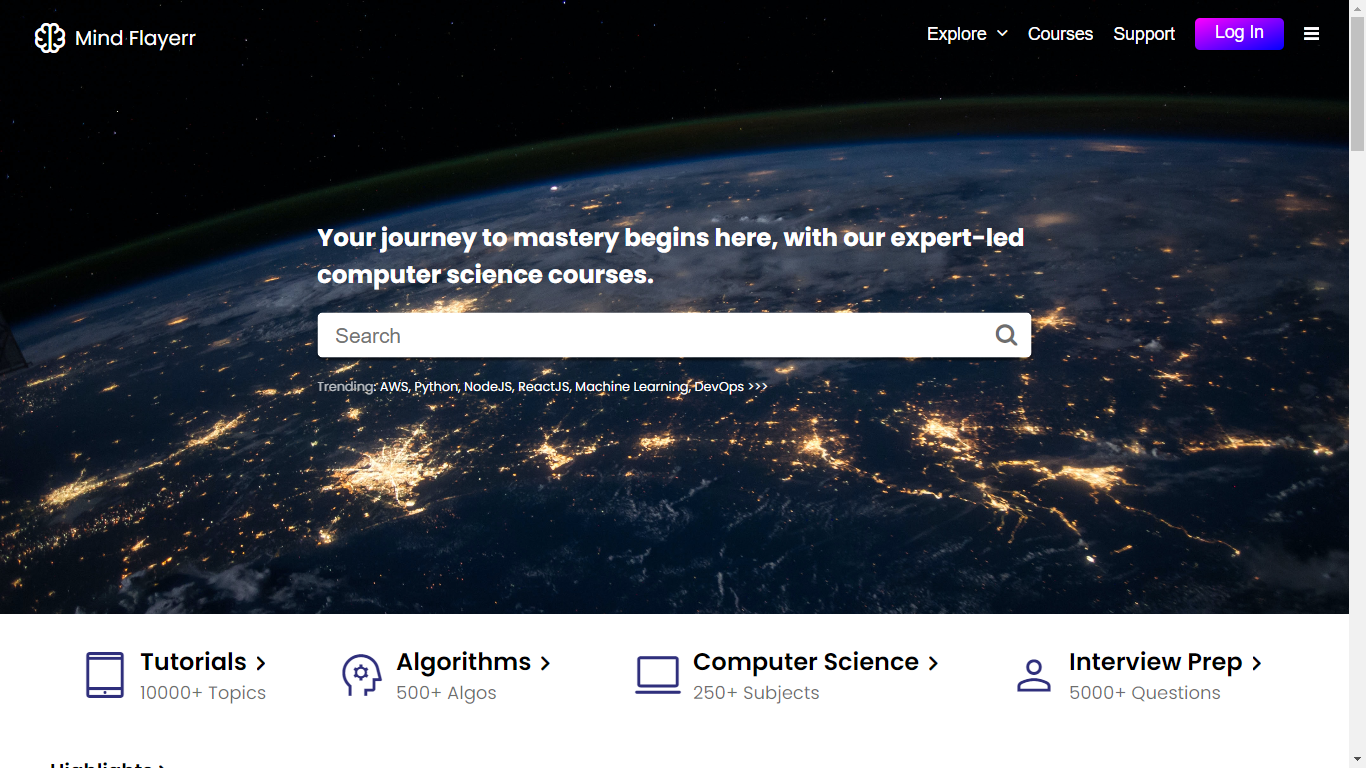 Mind Flayerr
Explore
Courses
Support
Log In
Your journey to mastery begins here, with our expert-led
computer science courses.
Search
Trending: AWS, Python, NodeJS, ReactJS, Machine Learning, DevOps >>>
Tutorials >
10000+ Topics
Algorithms >
500+ Algos
Computer Science >
250+ Subjects
Interview Prep >
5000+ Questions
Highlights >